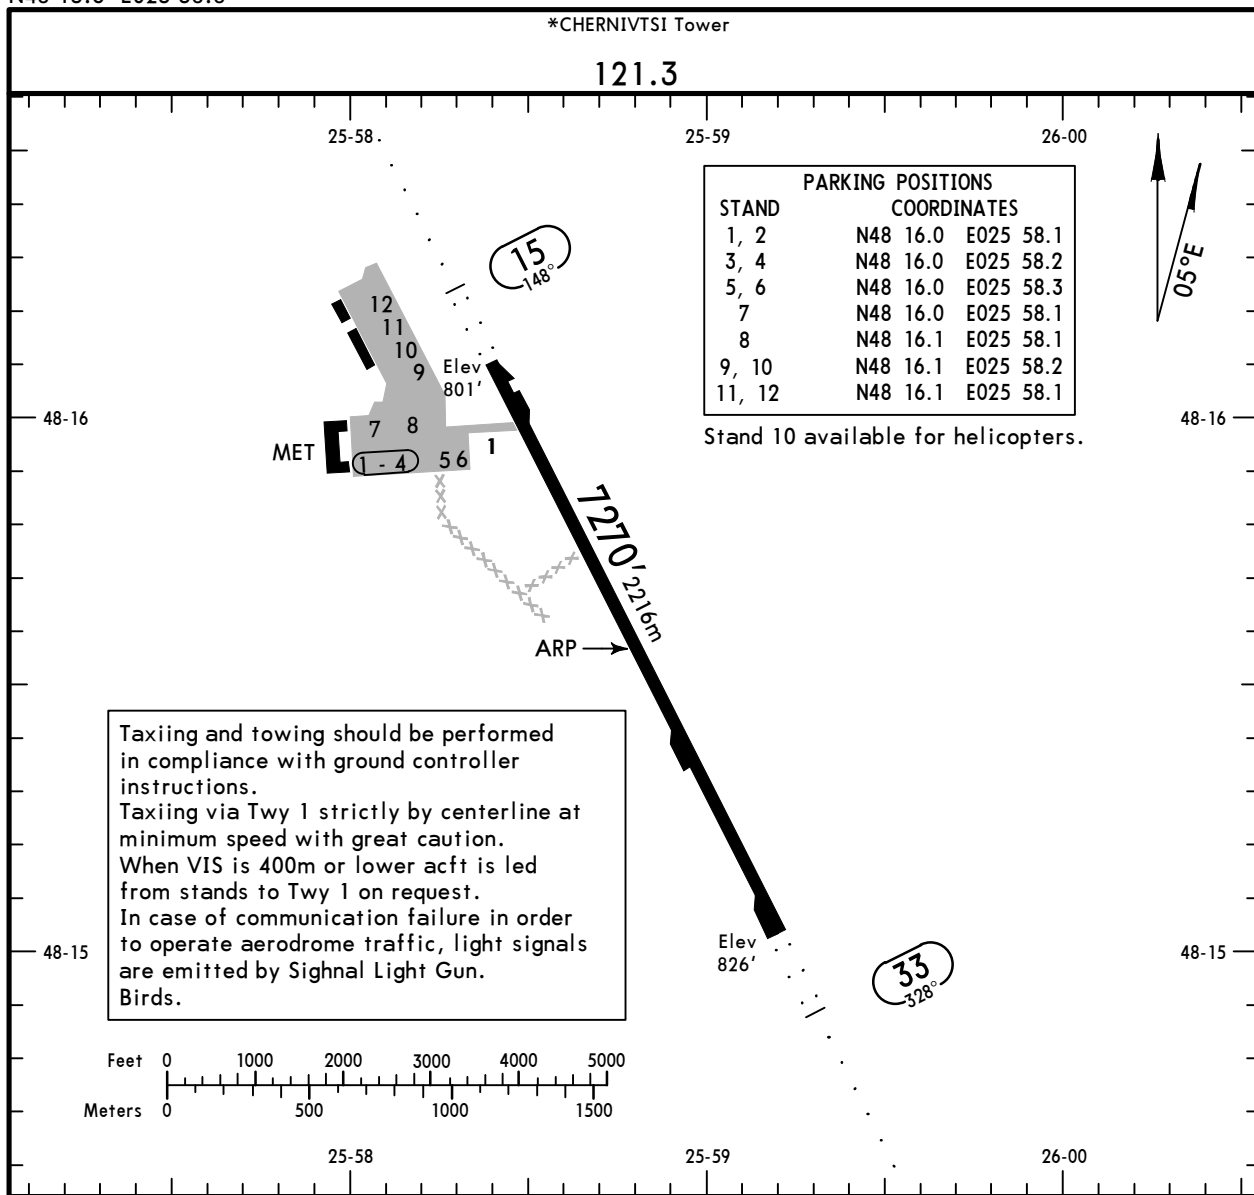 *CHERNIVTSI Tower
121.3
25-58
25-59
26-00
PARKING POSITIONS
STAND COORDINATES
1, 2 N48 16.0 E025 58.1
3, 4 N48 16.0 E025 58.2
5, 6 N48 16.0 E025 58.3
7 N48 16.0 E025 58.1
8 N48 16.1 E025 58.1
9, 10 N48 16.1 E025 58.2
11, 12 N48 16.1 E025 58.1
Stand 10 available for helicopters.
05°E
15
148°
12
11
10
9
Elev
801'
48-16
48-16
7
8
MET
1 - 4
5 6
1
7270'
2216m
ARP
Taxiing and towing should be performed
in compliance with ground controller
instructions.
Taxiing via Twy 1 strictly by centerline at
minimum speed with great caution.
When VIS is 400m or lower acft is led
from stands to Twy 1 on request.
In case of communication failure in order
to operate aerodrome traffic, light signals
are emitted by Sighnal Light Gun.
Birds.
Elev
826'
48-15
48-15
33
328°
Feet 0 1000 2000 3000 4000 5000
Meters 0 500 1000 1500
25-58
25-59
26-00